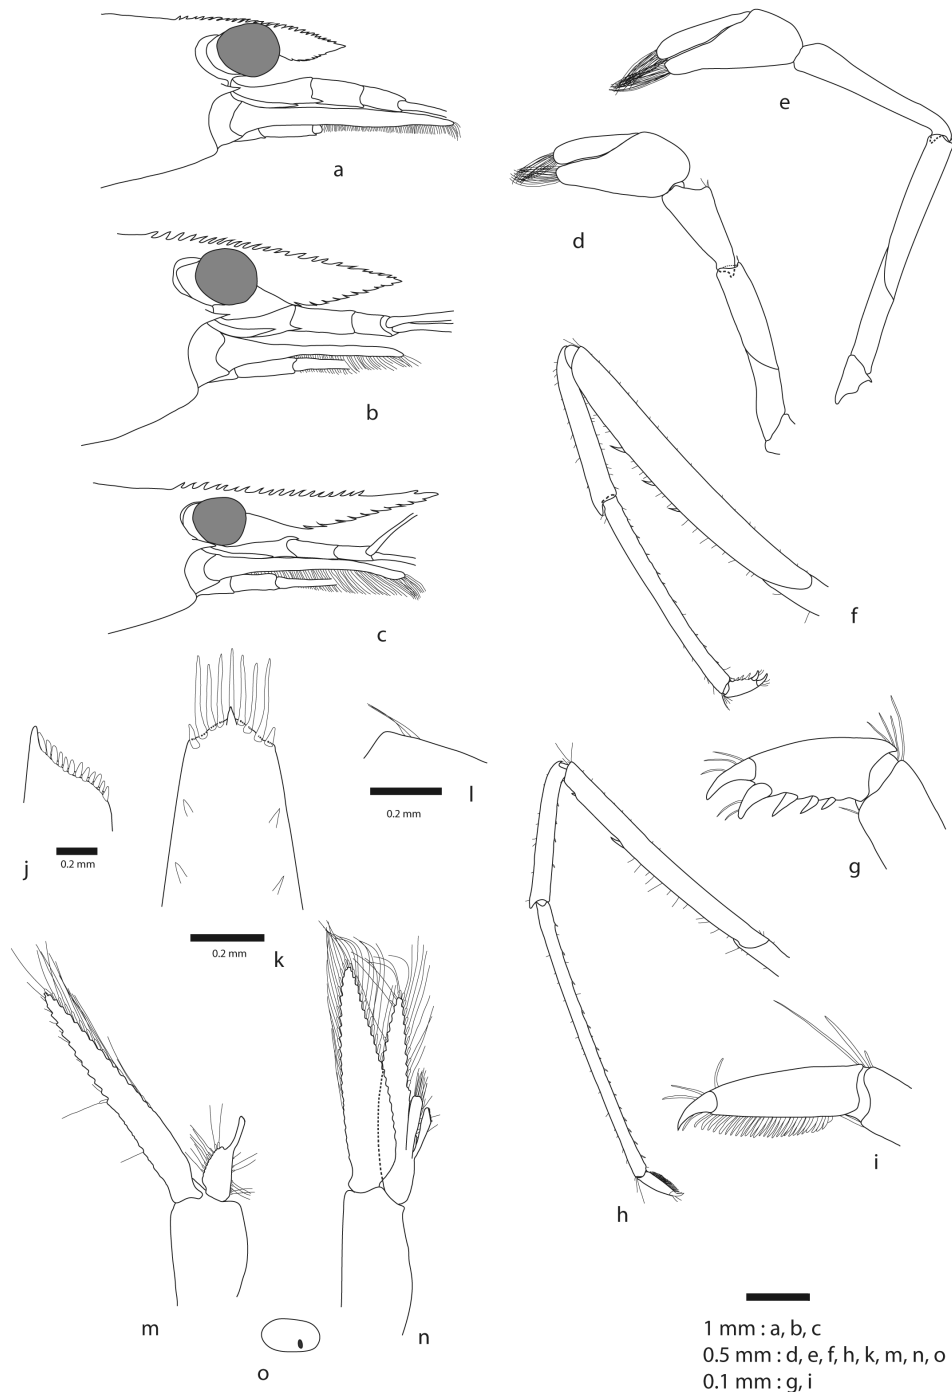 a
e
d
b
c
f
j
0.2 mm
l
0.2 mm
g
k
0.2 mm
i
h
m
n
o
1 mm : a, b, c
0.5 mm : d, e, f, h, k, m, n, o
0.1 mm : g, i